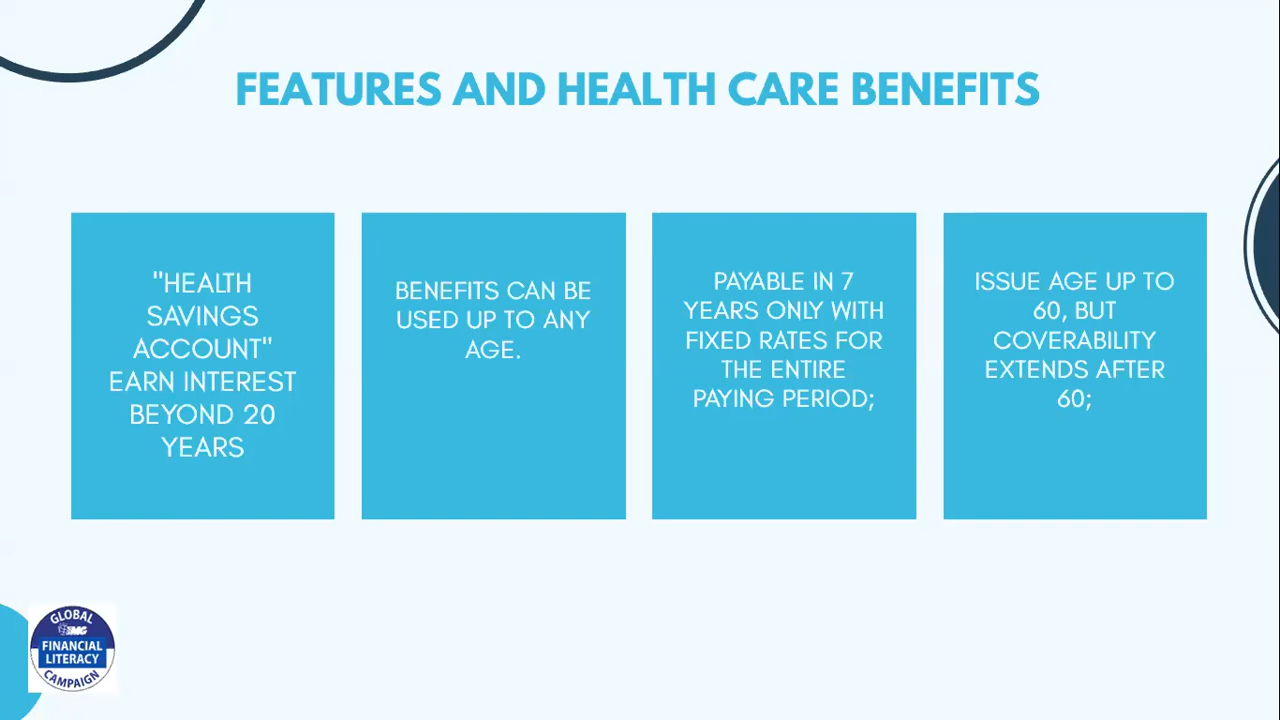 FEATURES AND HEALTH CARE BENEFITS
"HEALTH
SAVINGS
ACCOUNT"
EARN INTEREST
BEYOND 20
YEARS
BENEFITS CAN BE
USED UP TO ANY
AGE.
PAYABLE IN 7
YEARS ONLY WITH
FIXED RATES FOR
THE ENTIRE
PAYING PERIOD;
ISSUE AGE UP TO
60, BUT
COVERABILITY
EXTENDS AFTER
60;
GLOBAL
IMG
FINANCIAL
LITERACY
CAMPAIGN